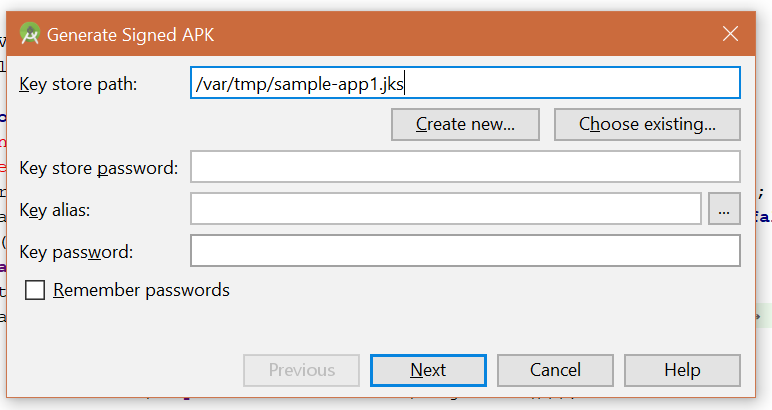 Generate Signed APK
Key store path:
/var/tmp/sample-app1.jks
Create new...
Choose existing...
Key store password:
Key alias:
...
Key password:
Remember passwords
Previous
Next
Cancel
Help